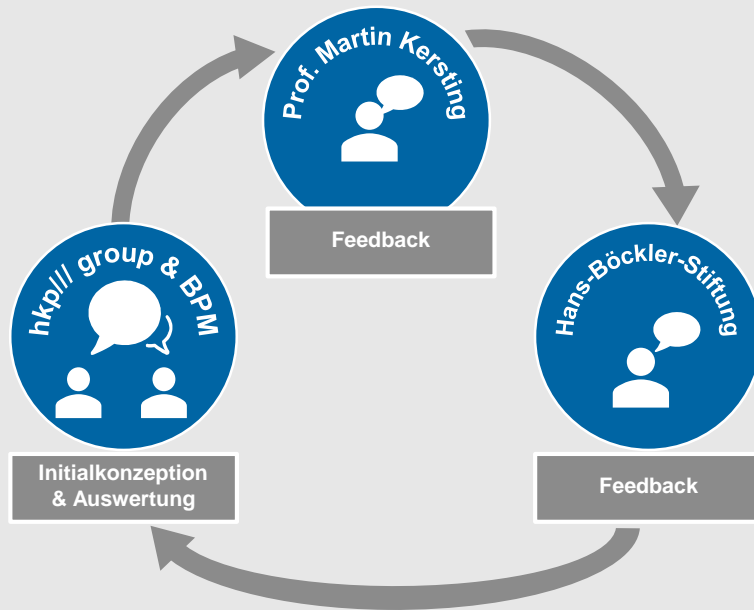 Prof. Martin Kersting
Feedback
hkp/// group & BPM
Initialkonzeption
& Auswertung
Hans-Böckler-Stiftung
Feedback